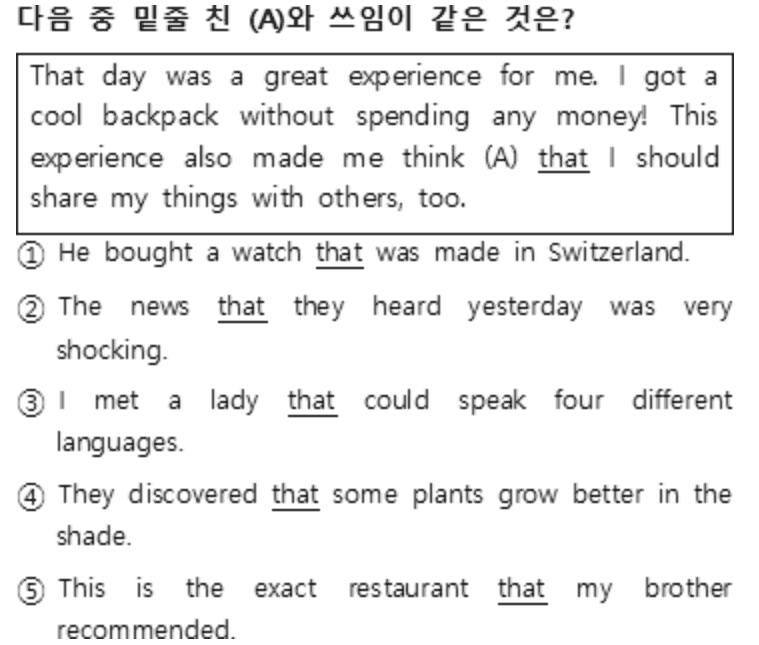 다음 중 밑줄 친 (A)와 쓰임이 같은 것은?
That day was a great experience for me. I got a
cool backpack without spending any money! This
experience also made me think (A) that I should
share my things with others, too.
① He bought a watch that was made in Switzerland.
② The news that they heard yesterday was very
shocking.
③ I met a lady that could speak four different
languages.
④ They discovered that some plants grow better in the
shade.
⑤ This is the exact restaurant that my brother
recommended.